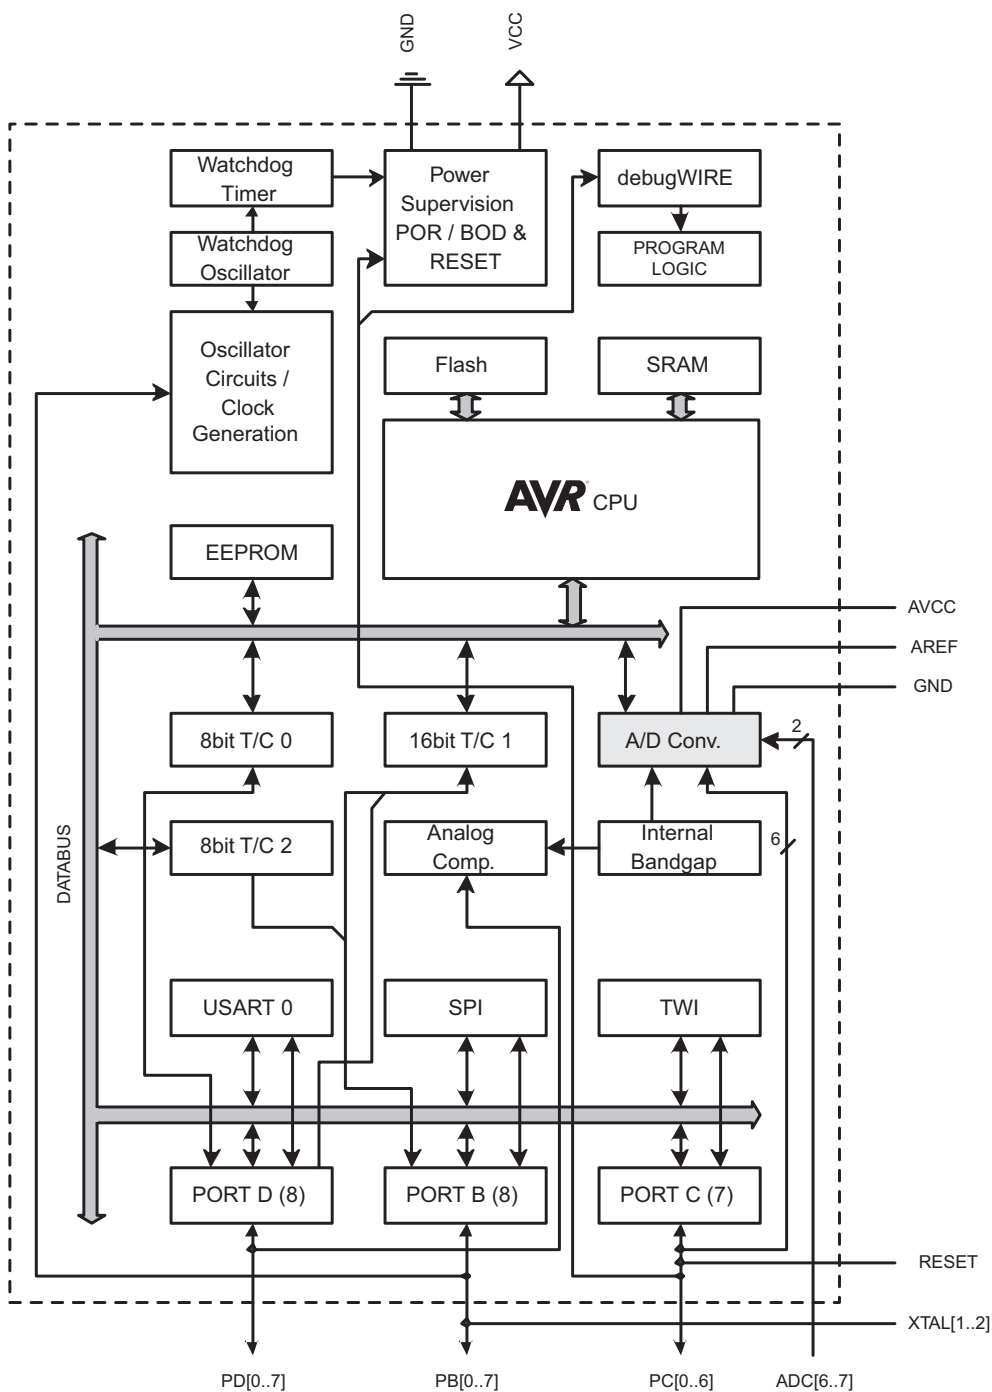 GND
VCC
Watchdog
Timer
Power
Supervision
POR / BOD &
RESET
debugWIRE
Watchdog
Oscillator
PROGRAM
LOGIC
Oscillator
Circuits /
Clock
Generation
Flash
SRAM
AVR® CPU
EEPROM
AVCC
AREF
GND
8bit T/C 0
16bit T/C 1
A/D Conv.
2
DATABUS
8bit T/C 2
Analog
Comp.
Internal
Bandgap
6
USART 0
SPI
TWI
PORT D (8)
PORT B (8)
PORT C (7)
RESET
XTAL[1..2]
PD[0..7]
PB[0..7]
PC[0..6]
ADC[6..7]